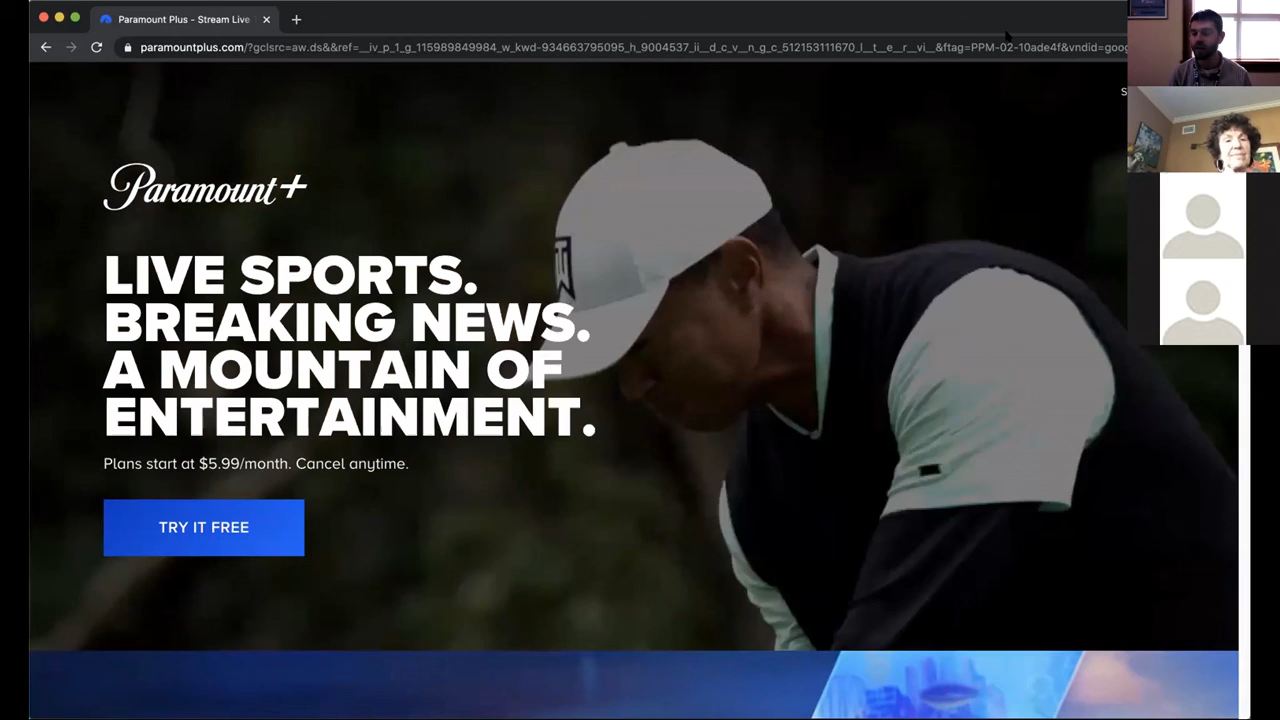 Paramount Plus - Stream Live
paramountplus.com/?gclsrc=aw.ds&&ref=__iv_p_1_g_115989849984_w_kwd-934663795095_h_9004537_ii__d_c_v__n_g_c_512153111670_l__t__e__r__vi__&ftag=PPM-02-10ade4f&vndid=goog
S
Paramount+
LIVE SPORTS.
BREAKING NEWS.
A MOUNTAIN OF
ENTERTAINMENT.
Plans start at $5.99/month. Cancel anytime.
TRY IT FREE